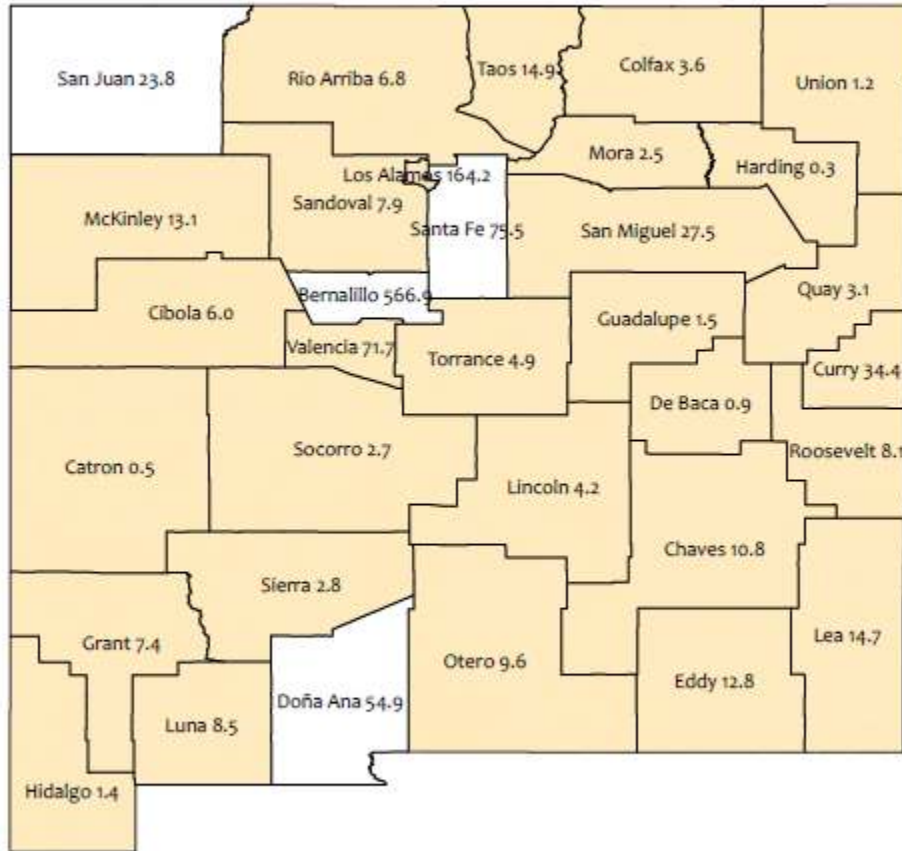 San Juan 23.8
Rio Arriba 6.8
Taos 14.9
Colfax 3.6
Union 1.2
Mora 2.5
Harding 0.3
Los Alamos 164.2
Sandoval 7.9
McKinley 13.1
Santa Fe 75.5
San Miguel 27.5
Quay 3.1
Bernalillo 566.9
Cibola 6.0
Guadalupe 1.5
Valencia 71.7
Torrance 4.9
Curry 34.4
De Baca 0.9
Socorro 2.7
Roosevelt 8.1
Catron 0.5
Lincoln 4.2
Chaves 10.8
Sierra 2.8
Grant 7.4
Otero 9.6
Lea 14.7
Eddy 12.8
Doña Ana 54.9
Luna 8.5
Hidalgo 1.4